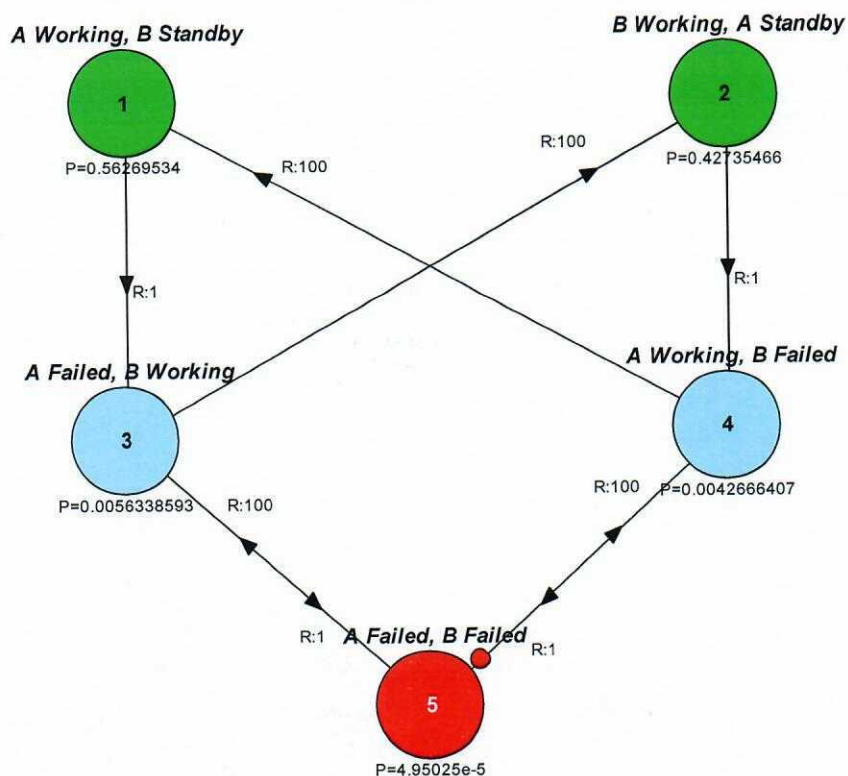 A Working, B Standby
B Working, A Standby
1
2
P=0.56269534
P=0.42735466
R:100
R:100
R:1
R:1
A Failed, B Working
A Working, B Failed
3
4
P=0.0056338593
P=0.0042666407
R:100
R:100
R:1
A Failed, B Failed
R:1
5
P=4.95025e-5